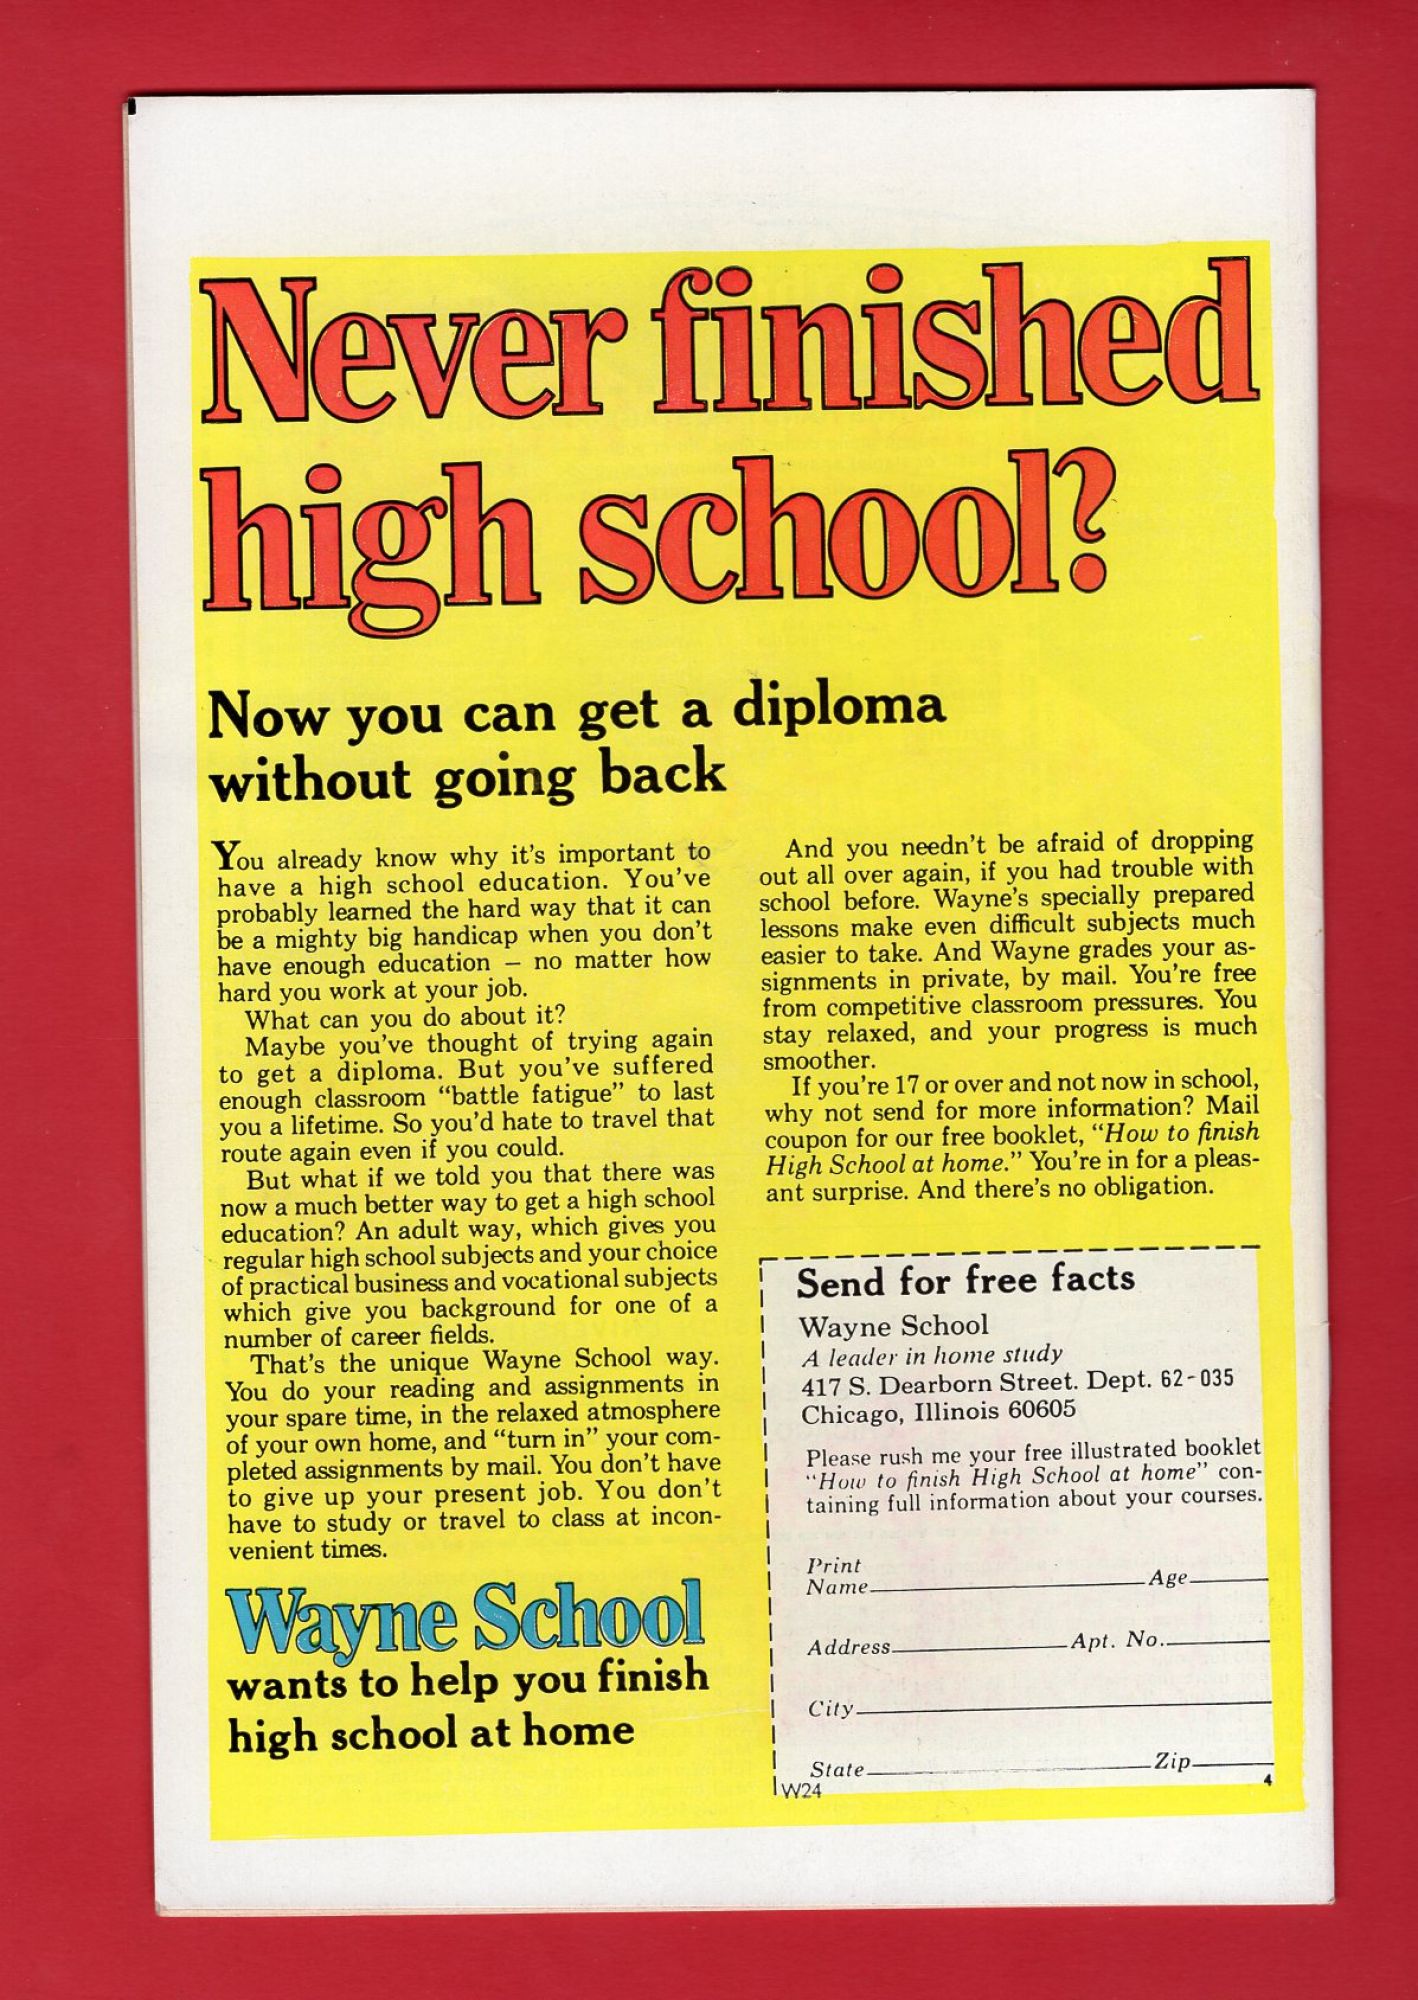 Never finished
high school?
Now you can get a diploma
without going back
You already know why it's important to
have a high school education. You've
probably learned the hard way that it can
be a mighty big handicap when you don't
have enough education – no matter how
hard you work at your job.
What can you do about it?
Maybe you've thought of trying again
to get a diploma. But you've suffered
enough classroom "battle fatigue" to last
you a lifetime. So you'd hate to travel that
route again even if you could.
But what if we told you that there was
now a much better way to get a high school
education? An adult way, which gives you
regular high school subjects and your choice
of practical business and vocational subjects
which give you background for one of a
number of career fields.
That's the unique Wayne School way.
You do your reading and assignments in
your spare time, in the relaxed atmosphere
of your own home, and "turn in" your com-
pleted assignments by mail. You don't have
to give up your present job. You don't
have to study or travel to class at incon-
venient times.
Wayne School
wants to help you finish
high school at home
And you needn't be afraid of dropping
out all over again, if you had trouble with
school before. Wayne's specially prepared
lessons make even difficult subjects much
easier to take. And Wayne grades your as-
signments in private, by mail. You're free
from competitive classroom pressures. You
stay relaxed, and your progress is much
smoother.
If you're 17 or over and not now in school,
why not send for more information? Mail
coupon for our free booklet, "How to finish
High School at home." You're in for a pleas-
ant surprise. And there's no obligation.
Send for free facts
Wayne School
A leader in home study
417 S. Dearborn Street. Dept. 62-035
Chicago, Illinois 60605
Please rush me your free illustrated booklet
"How to finish High School at home" con-
taining full information about your courses.
Print
Name Age
Address Apt. No.
City
State Zip
W24 4